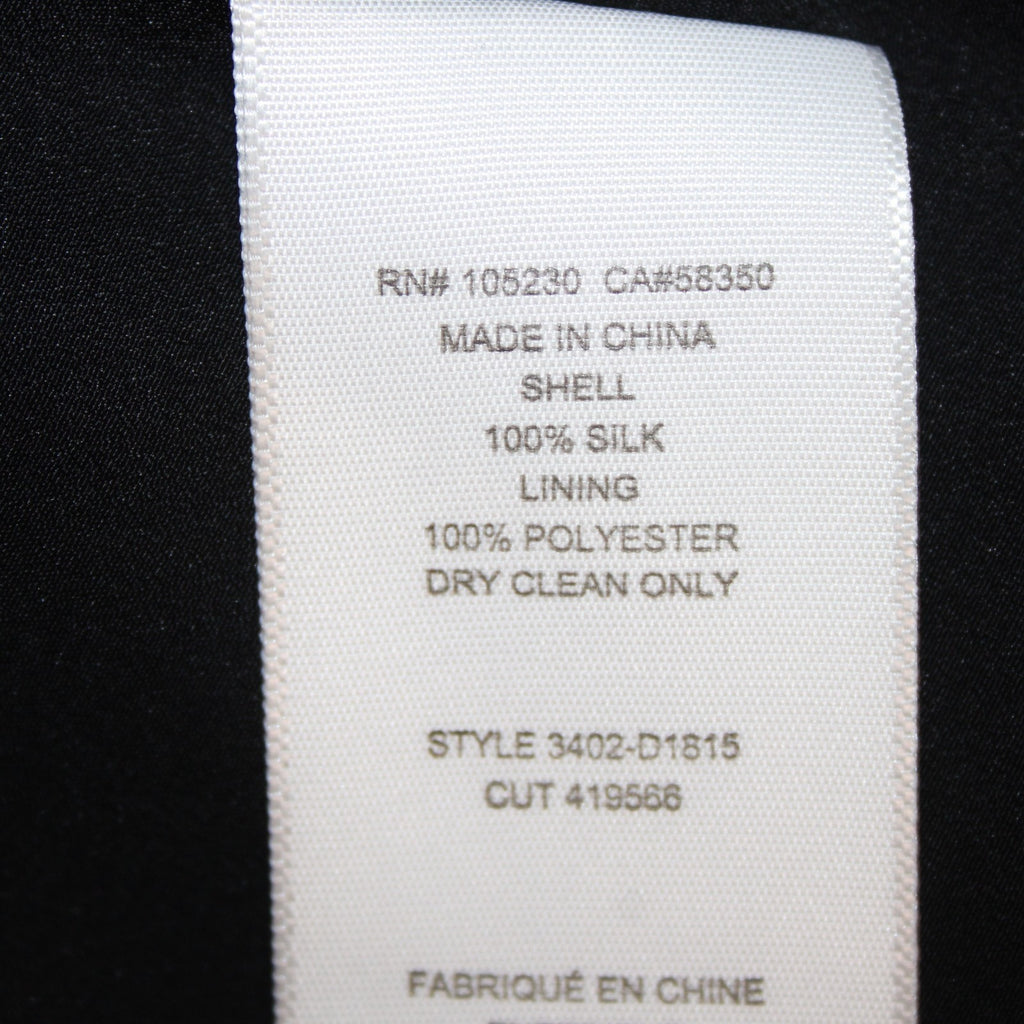 RN# 105230 CA#58350
MADE IN CHINA
SHELL
100% SILK
LINING
100% POLYESTER
DRY CLEAN ONLY
STYLE 3402-D1815
CUT 419566
FABRIQUÉ EN CHINE